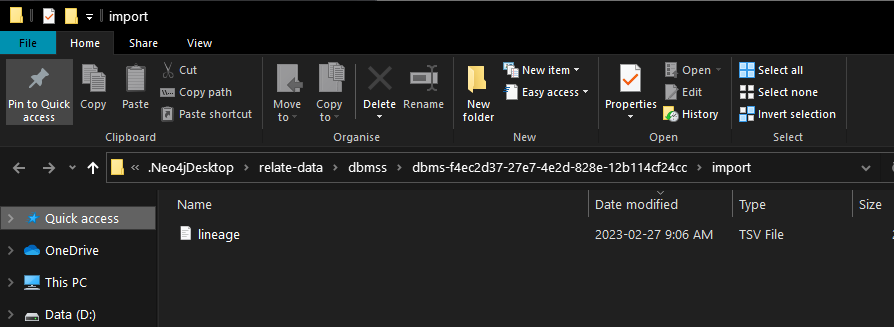 import
File Home Share View
Pin to Quick access
Copy
Paste
Cut
Copy path
Paste shortcut
Clipboard
Move to
Copy to
Delete
Rename
Organise
New folder
New item
Easy access
New
Properties
Open
Edit
History
Open
Select all
Select none
Invert selection
Select
« .Neo4jDesktop > relate-data > dbmss > dbms-f4ec2d37-27e7-4e2d-828e-12b114cf24cc > import
Name Date modified Type Size
Quick access
lineage 2023-02-27 9:06 AM TSV File
OneDrive
This PC
Data (D:)